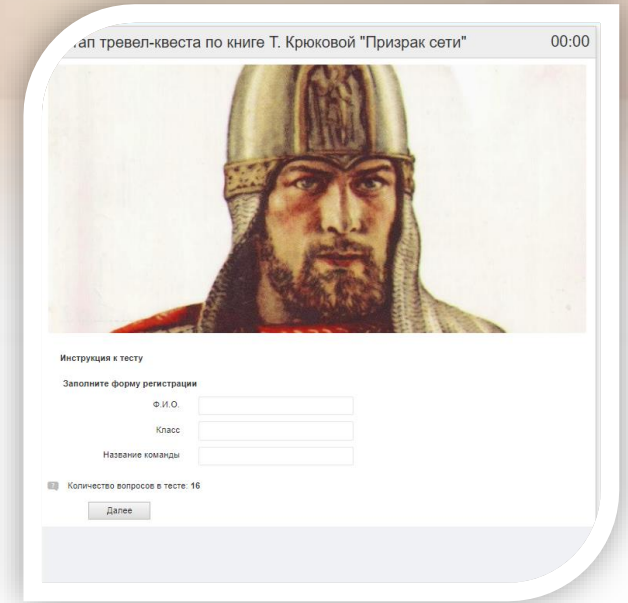 тап тревел-квеста по книге Т. Крюковой "Призрак сети" 00:00
Инструкция к тесту
Заполните форму регистрации
Ф.И.О.
Класс
Название команды
? Количество вопросов в тесте: 16
Далее